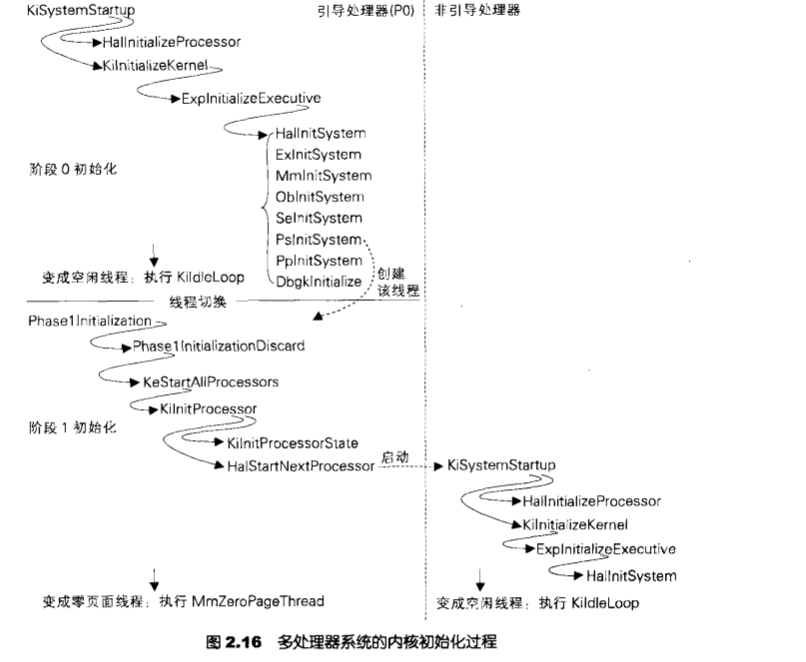 KiSystemStartup
引导处理器(P0)
非引导处理器
HalInitializeProcessor
KiInitializeKernel
ExpInitializeExecutive
HalInitSystem
ExInitSystem
阶段 0 初始化
MmInitSystem
ObInitSystem
SeInitSystem
PsInitSystem
PpInitSystem
变成空闲线程：执行 KiIdleLoop
DbgkInitialize
创建
该线程
线程切换
Phase1Initialization
Phase1InitializationDiscard
KeStartAllProcessors
KiInitProcessor
阶段 1 初始化
KiInitProcessorState
HalStartNextProcessor
启动
KiSystemStartup
HalInitializeProcessor
KiInitializeKernel
ExpInitializeExecutive
HalInitSystem
变成零页面线程：执行 MmZeroPageThread
变成空闲线程：执行 KiIdleLoop
图 2.16 多处理器系统的内核初始化过程